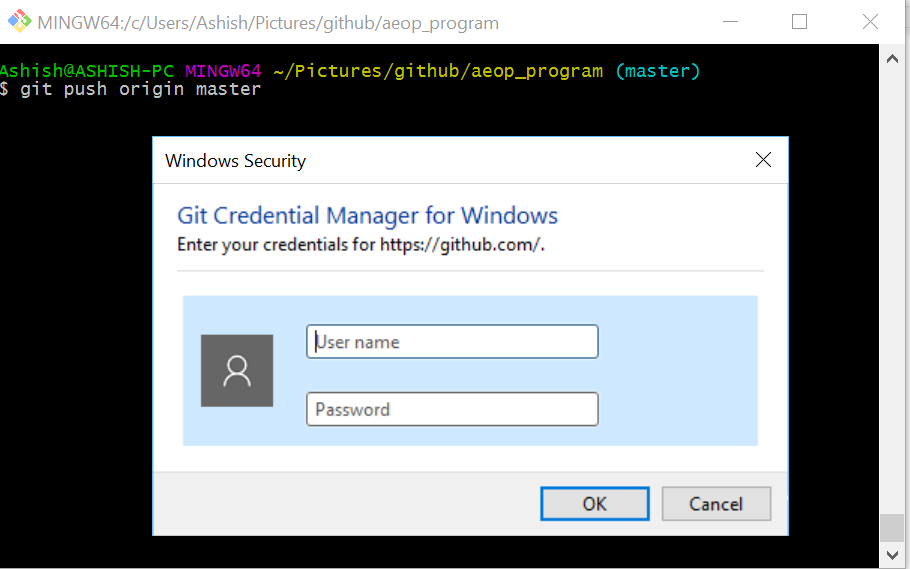 MINGW64:/c/Users/Ashish/Pictures/github/aeop_program
Ashish@ASHISH-PC MINGW64 ~/Pictures/github/aeop_program (master)
$ git push origin master
Windows Security
Git Credential Manager for Windows
Enter your credentials for https://github.com/.
User name
Password
OK Cancel